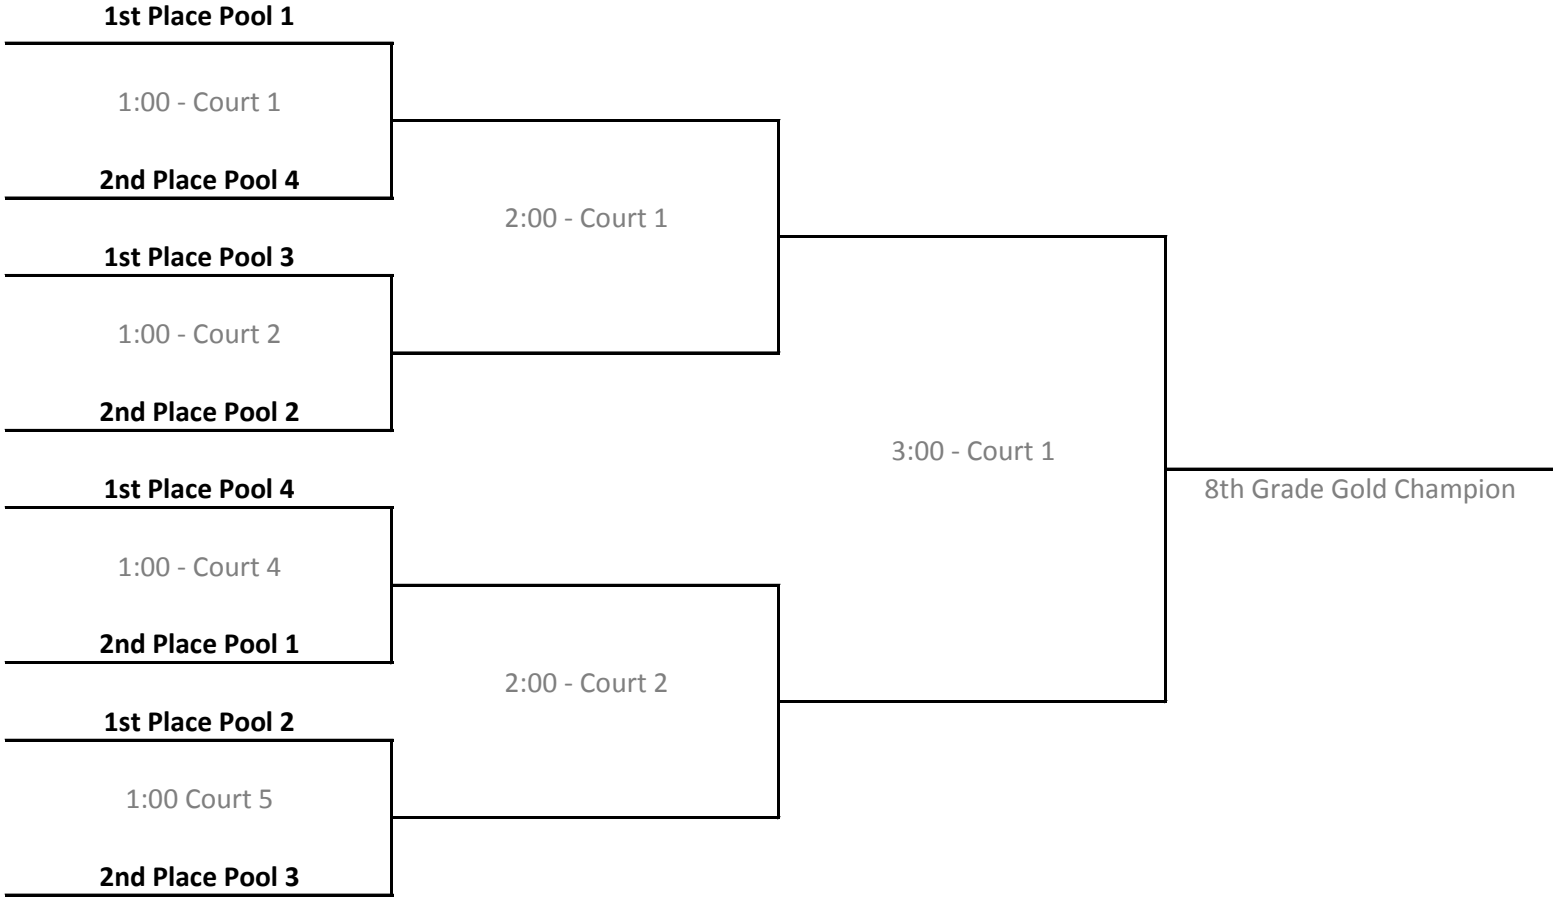 1st Place Pool 1
1:00 - Court 1
2nd Place Pool 4
2:00 - Court 1
1st Place Pool 3
1:00 - Court 2
2nd Place Pool 2
3:00 - Court 1
1st Place Pool 4
8th Grade Gold Champion
1:00 - Court 4
2nd Place Pool 1
2:00 - Court 2
1st Place Pool 2
1:00 Court 5
2nd Place Pool 3